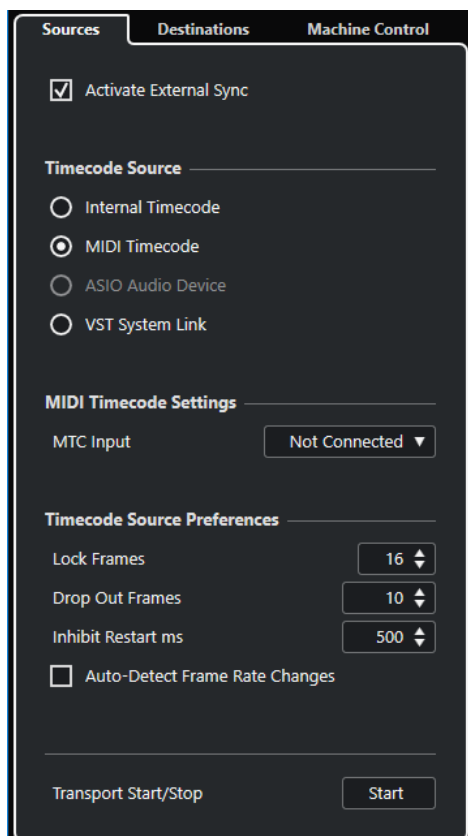 Sources Destinations Machine Control
Activate External Sync
Timecode Source
Internal Timecode
MIDI Timecode
ASIO Audio Device
VST System Link
MIDI Timecode Settings
MTC Input Not Connected
Timecode Source Preferences
Lock Frames 16
Drop Out Frames 10
Inhibit Restart ms 500
Auto-Detect Frame Rate Changes
Transport Start/Stop Start